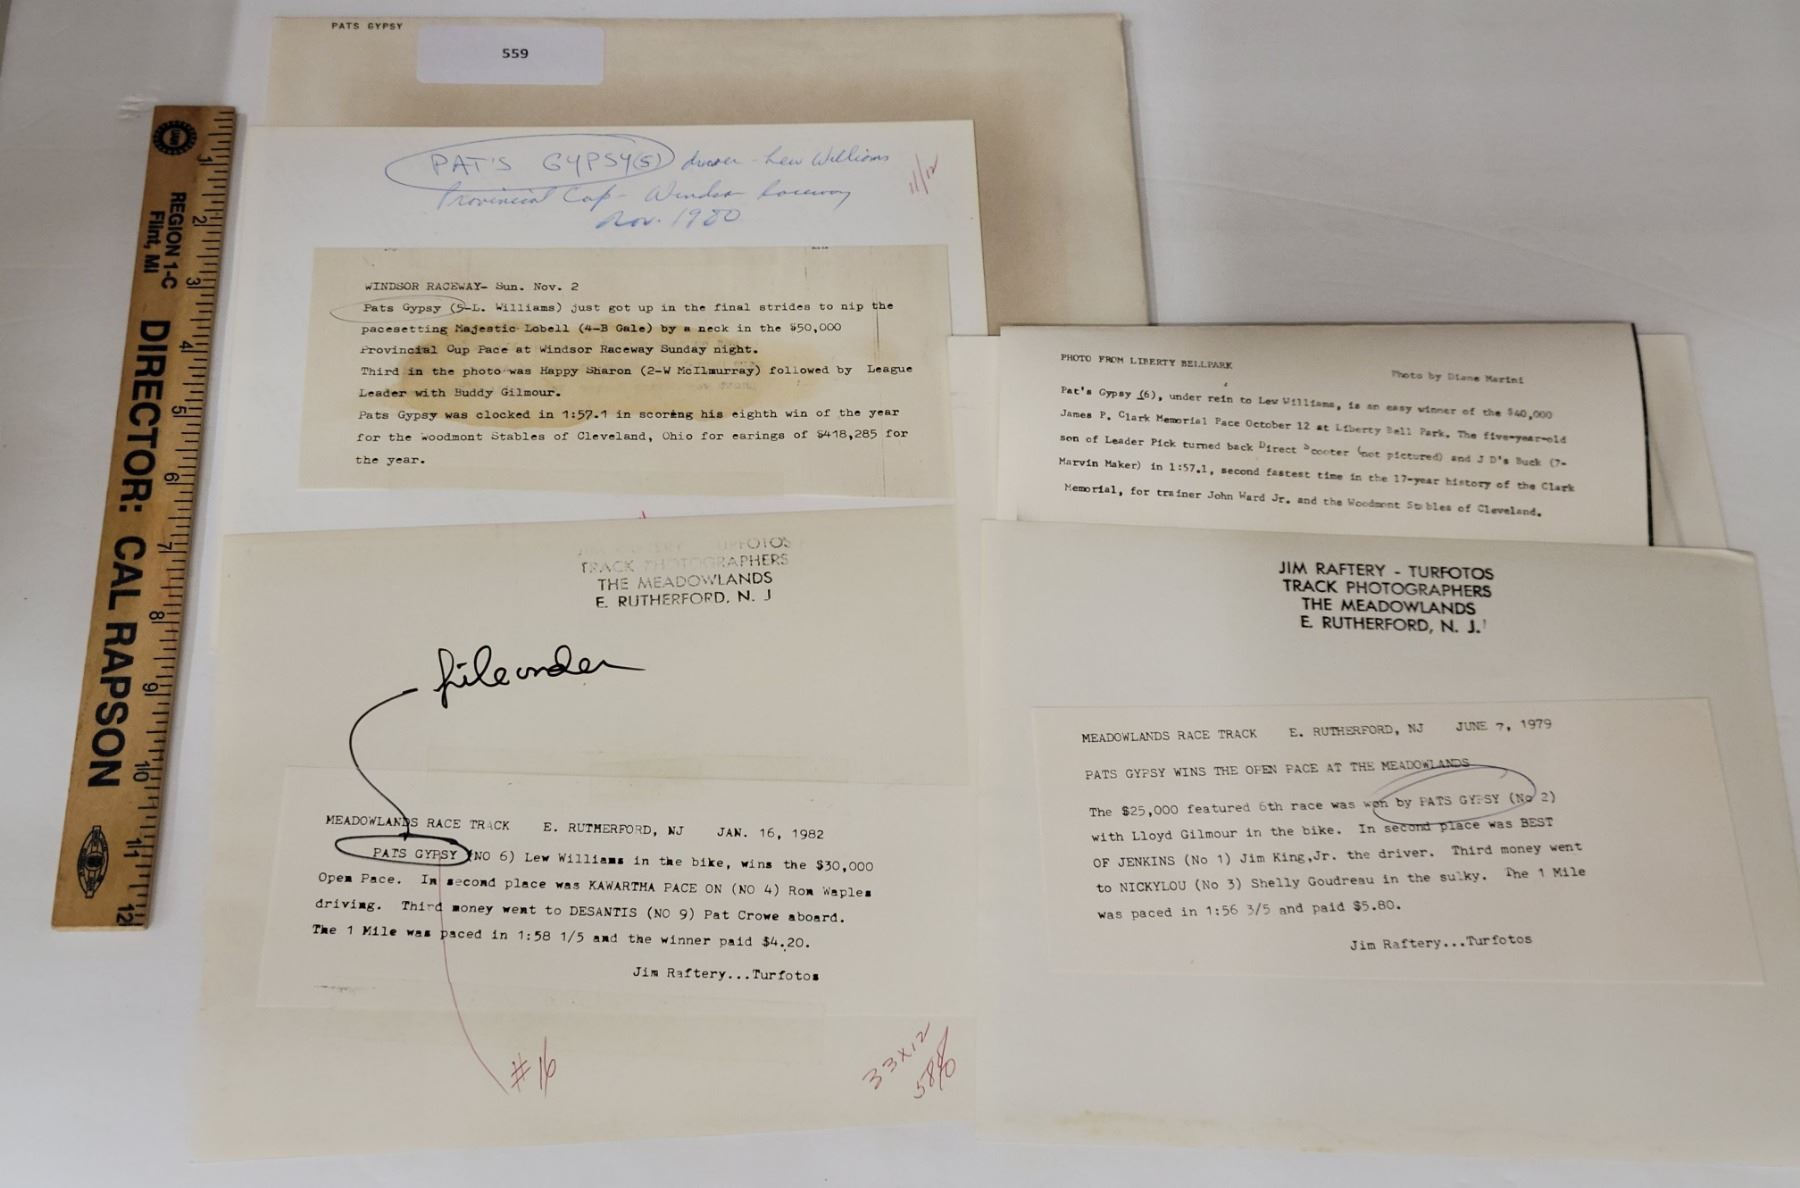 PATS GYPSY
559
REGION 1-C
Flint, MI
DIRECTOR: CAL RAPSON
1 2 3 4 5 6 7 8 9 10 11 12
PAT'S GYPSY(5) driver - Lew Williams
Provincial Cup - Windsor Raceway
Nov. 1980
11/12
WINDSOR RACEWAY- Sun. Nov. 2
Pats Gypsy (5-L. Williams) just got up in the final strides to nip the
pacesetting Majestic Lobell (4-B Gale) by a neck in the $50,000
Provincial Cup Pace at Windsor Raceway Sunday night.
Third in the photo was Happy Sharon (2-W McIlmurray) followed by League
Leader with Buddy Gilmour.
Pats Gypsy was clocked in 1:57.1 in scoring his eighth win of the year
for the Woodmont Stables of Cleveland, Ohio for earings of $418,285 for
the year.
PHOTO FROM LIBERTY BELLPARK
Photo by Diane Marini
Pat's Gypsy (6), under rein to Lew Williams, is an easy winner of the $40,000
James P. Clark Memorial Pace October 12 at Liberty Bell Park. The five-year-old
son of Leader Pick turned back Direct Scooter (not pictured) and J D's Buck (7-
Marvin Maker) in 1:57.1, second fastest time in the 17-year history of the Clark
Memorial, for trainer John Ward Jr. and the Woodmont Stables of Cleveland.
TURFOTOS
TRACK PHOTOGRAPHERS
THE MEADOWLANDS
E. RUTHERFORD, N. J
file under
MEADOWLANDS RACE TRACK E. RUTHERFORD, NJ JAN. 16, 1982
PATS GYPSY (NO 6) Lew Williams in the bike, wins the $30,000
Open Pace. In second place was KAWARTHA PACE ON (NO 4) Ron Waples
driving. Third money went to DESANTIS (NO 9) Pat Crowe aboard.
The 1 Mile was paced in 1:58 1/5 and the winner paid $4.20.
Jim Raftery...Turfotos
#16
33x12
JIM RAFTERY - TURFOTOS
TRACK PHOTOGRAPHERS
THE MEADOWLANDS
E. RUTHERFORD, N. J.
MEADOWLANDS RACE TRACK E. RUTHERFORD, NJ JUNE 7, 1979
PATS GYPSY WINS THE OPEN PACE AT THE MEADOWLANDS
The $25,000 featured 6th race was won by PATS GYPSY (No 2)
with Lloyd Gilmour in the bike. In second place was BEST
OF JENKINS (No 1) Jim King,Jr. the driver. Third money went
to NICKYLOU (No 3) Shelly Goudreau in the sulky. The 1 Mile
was paced in 1:56 3/5 and paid $5.80.
Jim Raftery...Turfotos